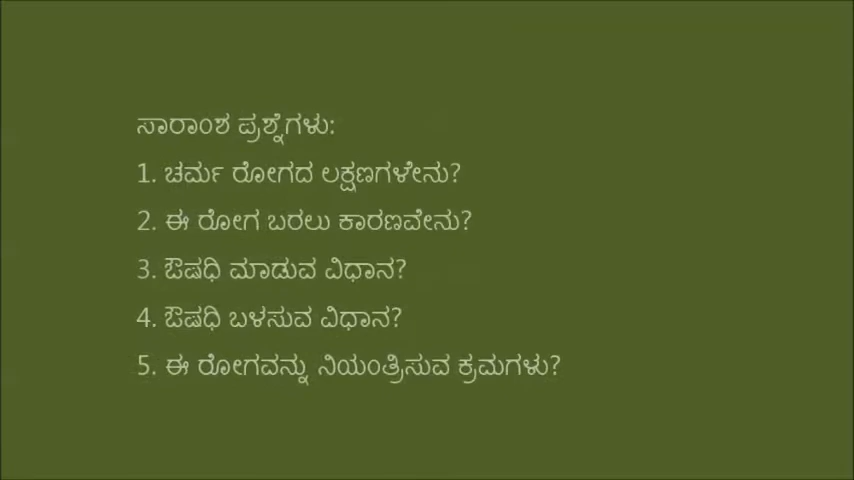 ಸಾರಾಂಶ ಪ್ರಶ್ನೆಗಳು:
1. ಚರ್ಮ ರೋಗದ ಲಕ್ಷಣಗಳೇನು?
2. ಈ ರೋಗ ಬರಲು ಕಾರಣವೇನು?
3. ಔಷಧಿ ಮಾಡುವ ವಿಧಾನ?
4. ಔಷಧಿ ಬಳಸುವ ವಿಧಾನ?
5. ಈ ರೋಗವನ್ನು ನಿಯಂತ್ರಿಸುವ ಕ್ರಮಗಳು?